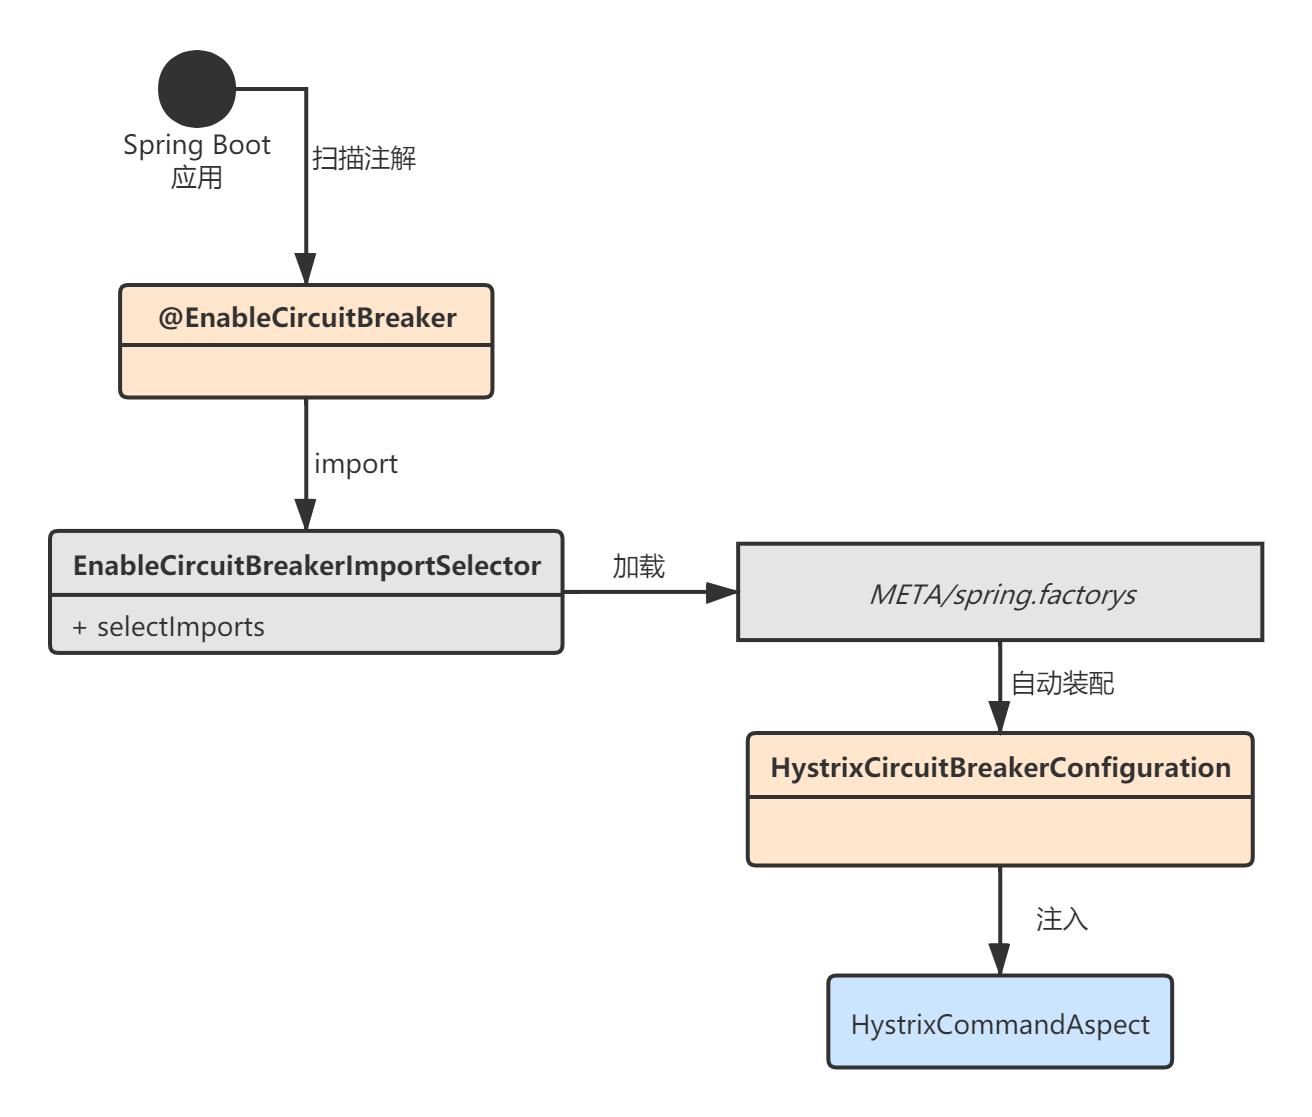 Spring Boot
应用
扫描注解
@EnableCircuitBreaker
import
EnableCircuitBreakerImportSelector
+ selectImports
加载
META/spring.factorys
自动装配
HystrixCircuitBreakerConfiguration
注入
HystrixCommandAspect